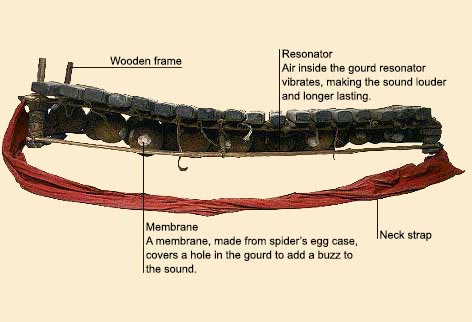 Wooden frame
Resonator
Air inside the gourd resonator
vibrates, making the sound louder
and longer lasting.
Membrane
A membrane, made from spider's egg case,
covers a hole in the gourd to add a buzz to
the sound.
Neck strap